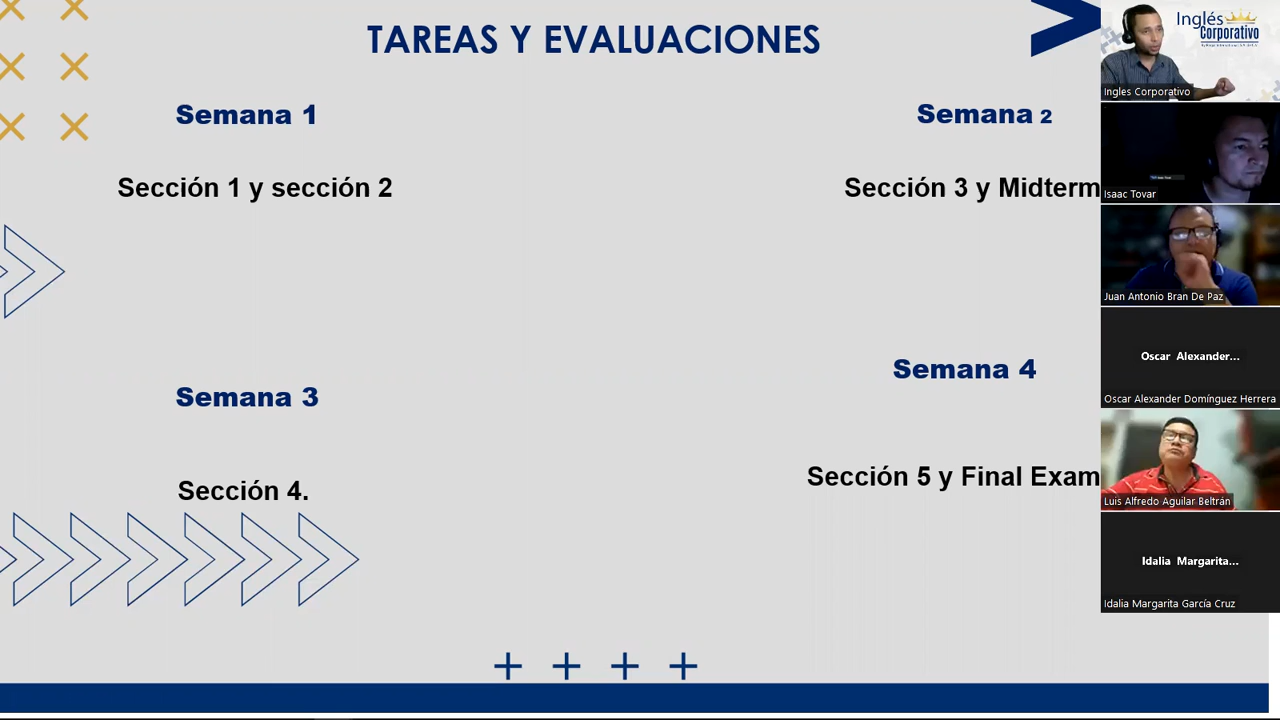 TAREAS Y EVALUACIONES
Semana 1
Semana 2
Sección 1 y sección 2
Sección 3 y Midterm
Semana 3
Semana 4
Sección 4.
Sección 5 y Final Exam
Inglés
Corporativo
Ingles Corporativo
Isaac Tovar
Juan Antonio Bran De Paz
Oscar Alexander...
Oscar Alexander Domínguez Herrera
Luis Alfredo Aguilar Beltrán
Idalia Margarita...
Idalia Margarita García Cruz